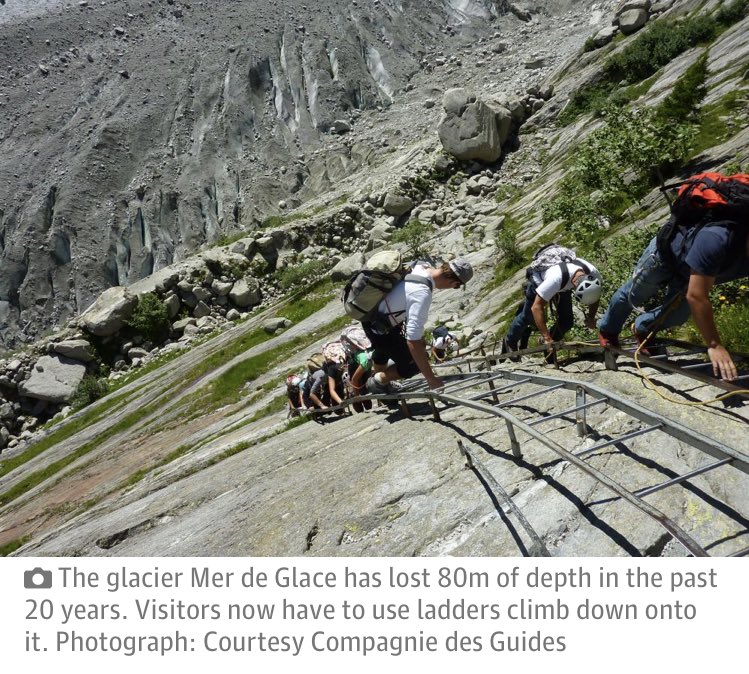 The glacier Mer de Glace has lost 80m of depth in the past
20 years. Visitors now have to use ladders climb down onto
it. Photograph: Courtesy Compagnie des Guides